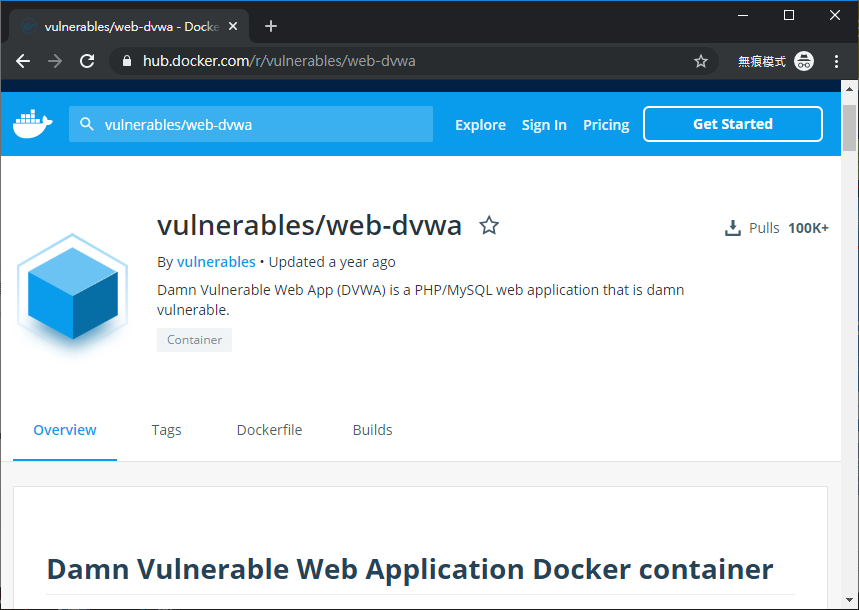 vulnerables/web-dvwa - Docke
hub.docker.com/r/vulnerables/web-dvwa
無痕模式
vulnerables/web-dvwa
Explore
Sign In
Pricing
Get Started
vulnerables/web-dvwa
Pulls 100K+
By vulnerables • Updated a year ago
Damn Vulnerable Web App (DVWA) is a PHP/MySQL web application that is damn
vulnerable.
Container
Overview
Tags
Dockerfile
Builds
Damn Vulnerable Web Application Docker container